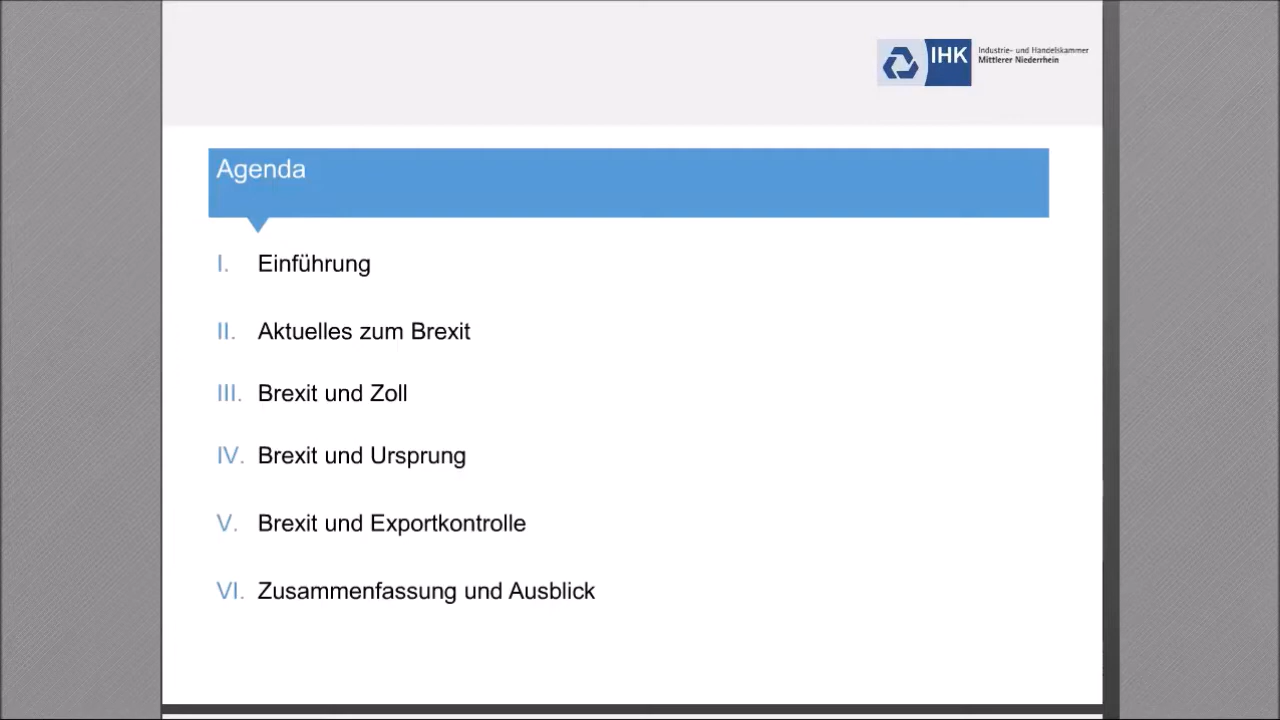 IHK
Industrie- und Handelskammer
Mittlerer Niederrhein
Agenda
I. Einführung
II. Aktuelles zum Brexit
III. Brexit und Zoll
IV. Brexit und Ursprung
V. Brexit und Exportkontrolle
VI. Zusammenfassung und Ausblick